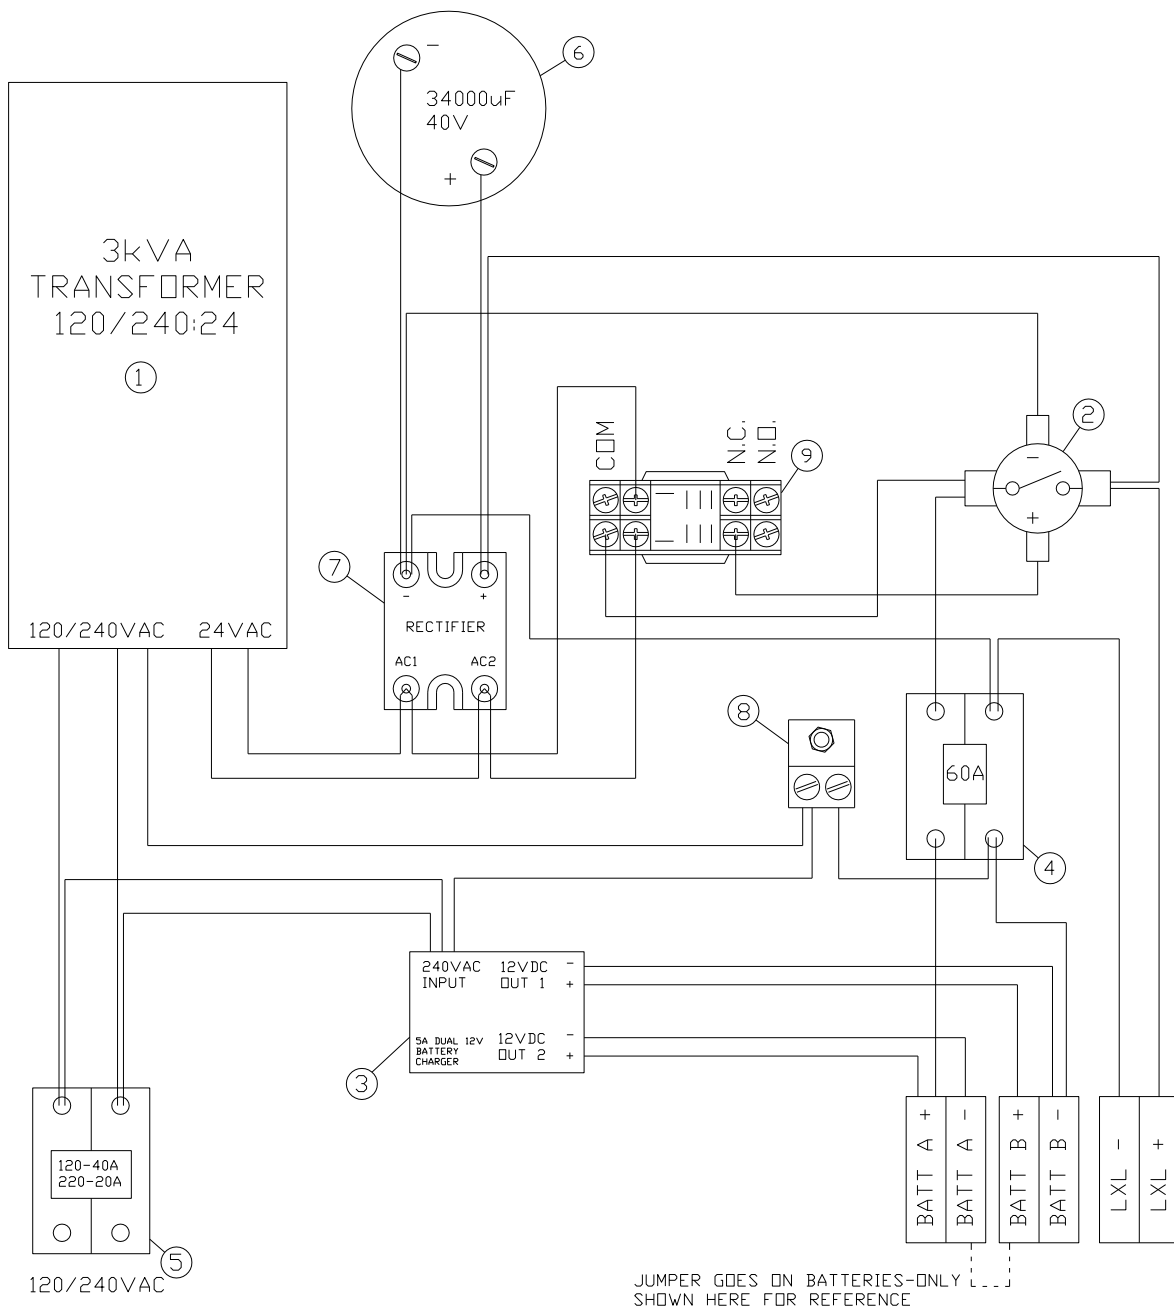 6
-
34000uF
40V
+
3kVA
TRANSFORMER
120/240:24
1
COM
N.C.
N.O.
9
2
-
+
7
- +
RECTIFIER
AC1 AC2
120/240VAC 24VAC
8
60A
4
240VAC
INPUT
12VDC -
OUT 1 +
5A DUAL 12V
BATTERY
CHARGER
12VDC -
OUT 2 +
3
BATT A +
BATT A -
BATT B +
BATT B -
LXL -
LXL +
120-40A
220-20A
5
120/240VAC
JUMPER GOES ON BATTERIES-ONLY
SHOWN HERE FOR REFERENCE